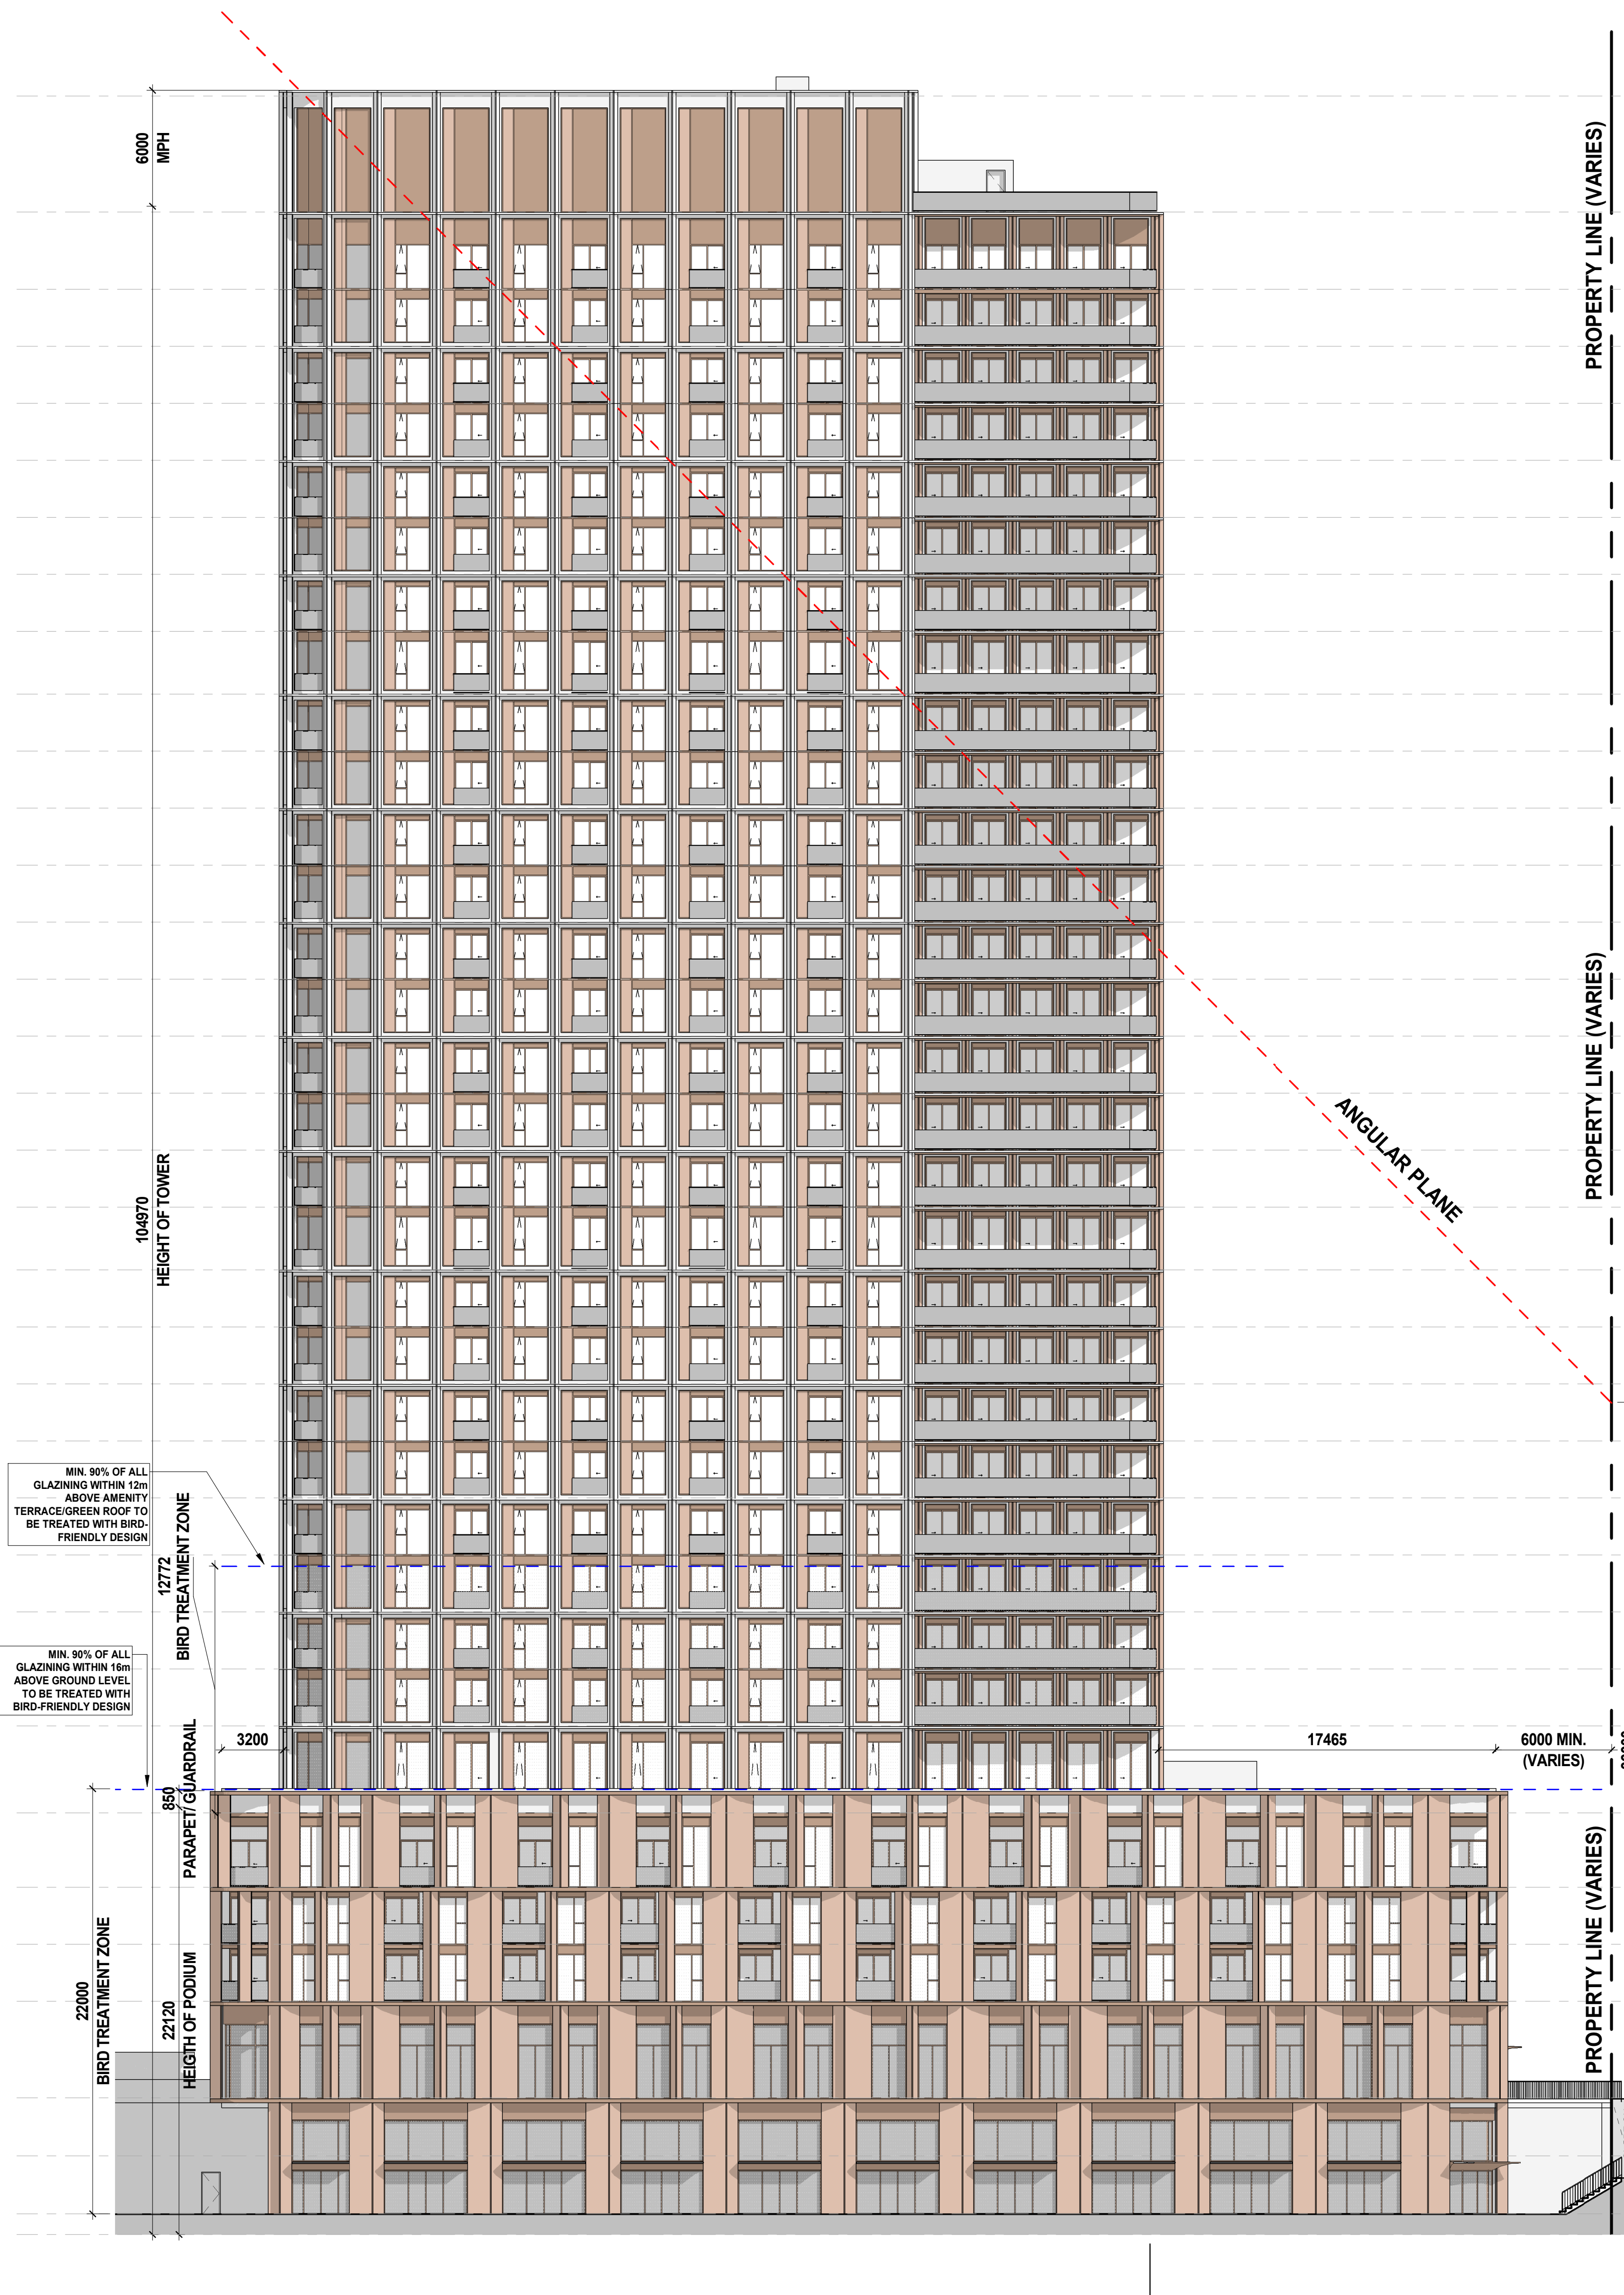 6000
MPH
PROPERTY LINE (VARIES)
PROPERTY LINE (VARIES)
ANGULAR PLANE
104970
HEIGHT OF TOWER
MIN. 90% OF ALL
GLAZINING WITHIN 12m
ABOVE AMENITY
TERRACE/GREEN ROOF TO
BE TREATED WITH BIRD-
FRIENDLY DESIGN
12772
BIRD TREATMENT ZONE
MIN. 90% OF ALL
GLAZINING WITHIN 16m
ABOVE GROUND LEVEL
TO BE TREATED WITH
BIRD-FRIENDLY DESIGN
3200
17465
6000 MIN.
(VARIES)
850
PARAPET/ GUARDRAIL
22000
BIRD TREATMENT ZONE
22120
HEIGTH OF PODIUM
PROPERTY LINE (VARIES)